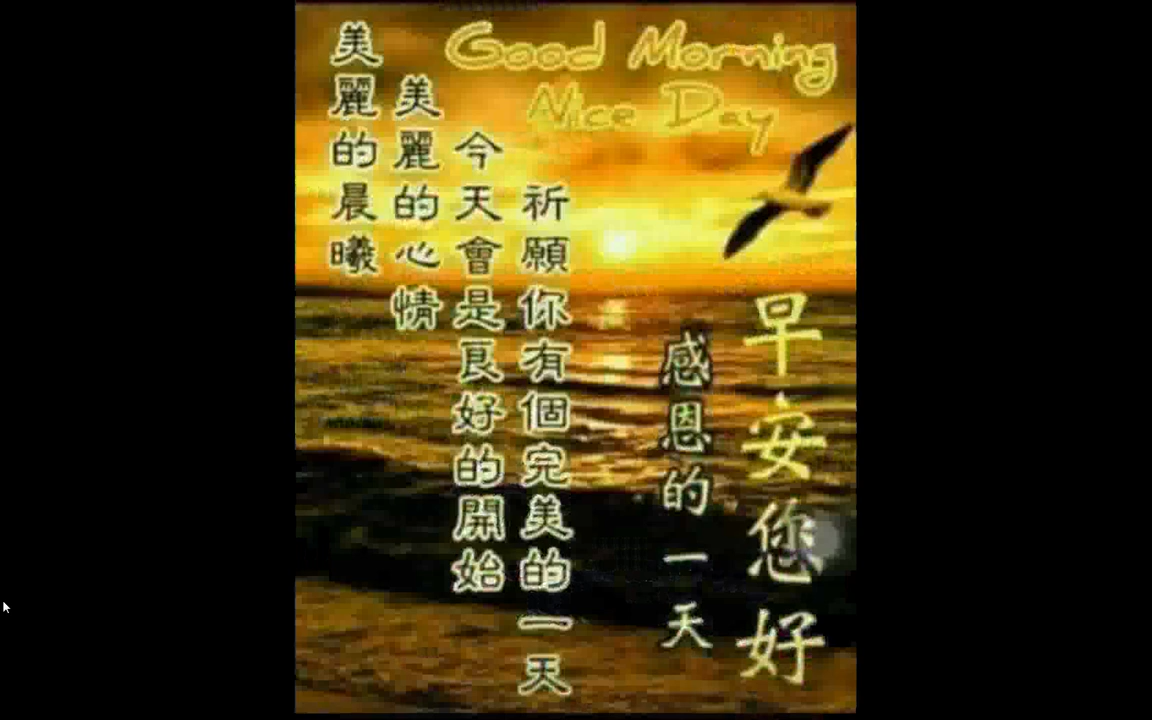 Good Morning
Nice Day
美麗的晨曦
美麗的心情
今天會是良好的開始
祈願你有個完美的一天
感恩的一天
早安您好